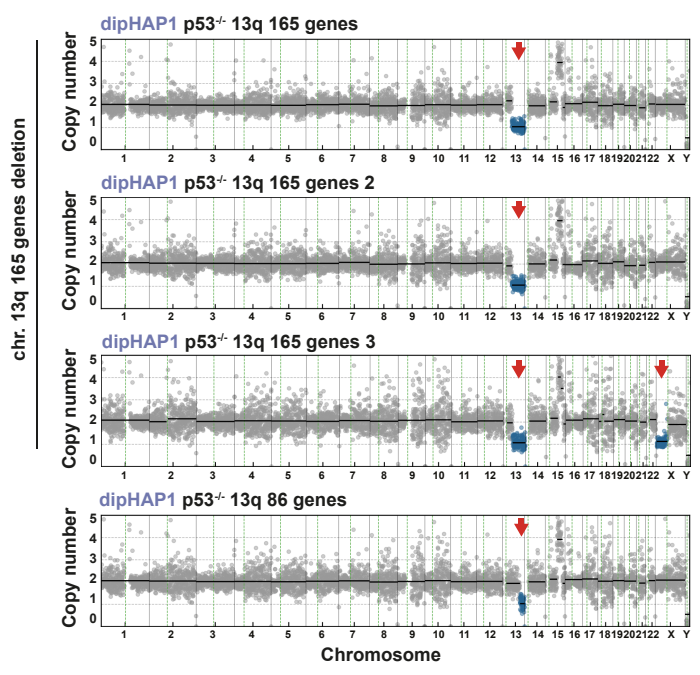 dipHAP1 p53-/- 13q 165 genes
Copy number
5
4
3
2
1
0
1 2 3 4 5 6 7 8 9 10 11 12 13 14 15 16 17 18 19 20 21 22 X Y
dipHAP1 p53-/- 13q 165 genes 2
Copy number
5
4
3
2
1
0
1 2 3 4 5 6 7 8 9 10 11 12 13 14 15 16 17 18 19 20 21 22 X Y
chr. 13q 165 genes deletion
dipHAP1 p53-/- 13q 165 genes 3
Copy number
5
4
3
2
1
0
1 2 3 4 5 6 7 8 9 10 11 12 13 14 15 16 17 18 19 20 21 22 X Y
dipHAP1 p53-/- 13q 86 genes
Copy number
5
4
3
2
1
0
1 2 3 4 5 6 7 8 9 10 11 12 13 14 15 16 17 18 19 20 21 22 X Y
Chromosome